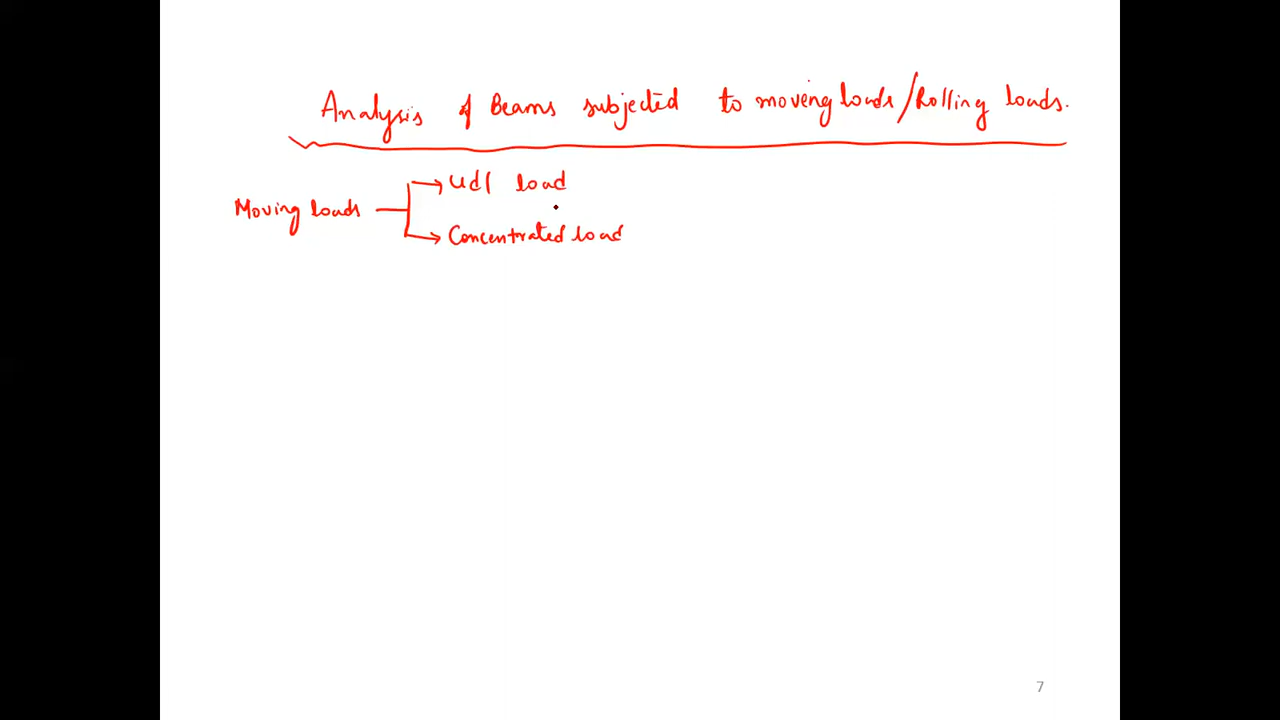 Analysis of Beams subjected to moving loads/Rolling loads.
Udl load
Moving loads
Concentrated load
7